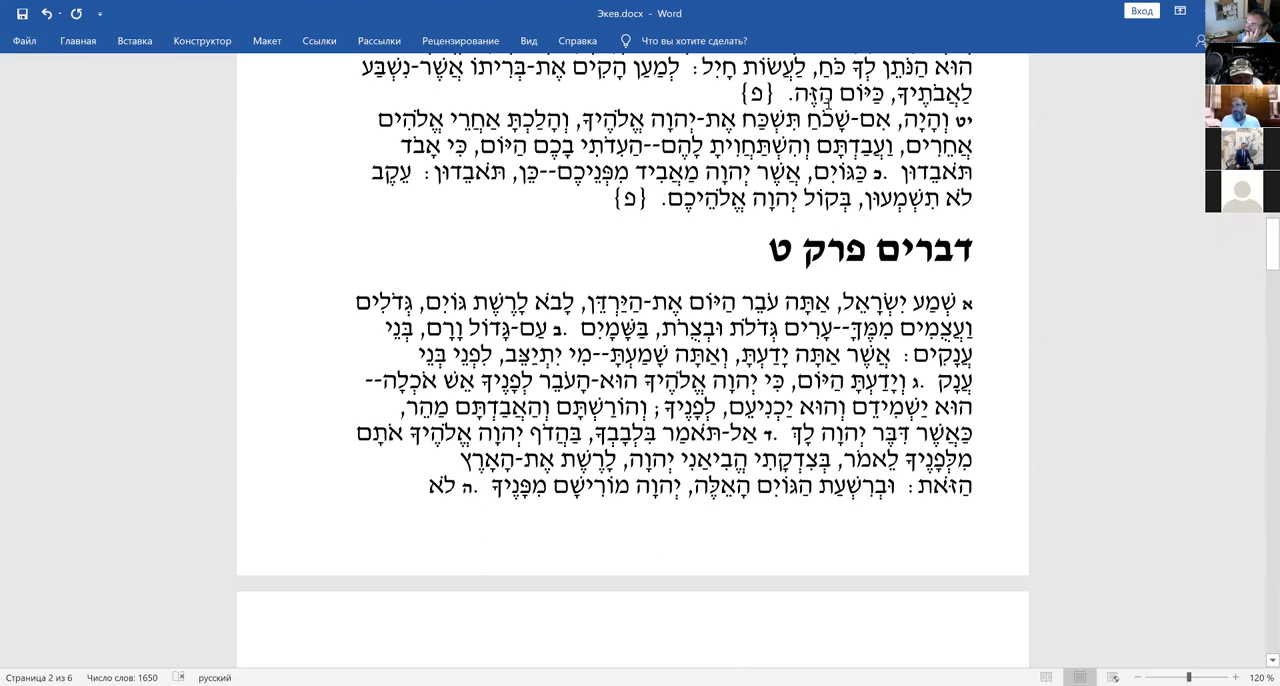 Экев.docx - Word
Вход
Файл
Главная
Вставка
Конструктор
Макет
Ссылки
Рассылки
Рецензирование
Вид
Справка
Что вы хотите сделать?
הוּא הַנֹּתֵן לְךָ כֹּחַ, לַעֲשׂוֹת חָיִל: לְמַעַן הָקִים אֶת-בְּרִיתוֹ אֲשֶׁר-נִשְׁבַּע
לַאֲבֹתֶיךָ, כַּיּוֹם הַזֶּה. {פ}
יט וְהָיָה, אִם-שָׁכֹחַ תִּשְׁכַּח אֶת-יְהוָה אֱלֹהֶיךָ, וְהָלַכְתָּ אַחֲרֵי אֱלֹהִים
אֲחֵרִים, וַעֲבַדְתָּם וְהִשְׁתַּחֲוִיתָ לָהֶם--הַעִדֹתִי בָכֶם הַיּוֹם, כִּי אָבֹד
תֹּאבֵדוּן .כ כַּגּוֹיִם, אֲשֶׁר יְהוָה מַאֲבִיד מִפְּנֵיכֶם--כֵּן, תֹּאבֵדוּן: עֵקֶב
לֹא תִשְׁמְעוּן, בְּקוֹל יְהוָה אֱלֹהֵיכֶם. {פ}
דברים פרק ט
א שְׁמַע יִשְׂרָאֵל, אַתָּה עֹבֵר הַיּוֹם אֶת-הַיַּרְדֵּן, לָבֹא לָרֶשֶׁת גּוֹיִם, גְּדֹלִים
וַעֲצֻמִים מִמֶּךָּ--עָרִים גְּדֹלֹת וּבְצֻרֹת, בַּשָּׁמָיִם .ב עַם-גָּדוֹל וָרָם, בְּנֵי
עֲנָקִים: אֲשֶׁר אַתָּה יָדַעְתָּ, וְאַתָּה שָׁמַעְתָּ--מִי יִתְיַצֵּב, לִפְנֵי בְּנֵי
עֲנָק .ג וְיָדַעְתָּ הַיּוֹם, כִּי יְהוָה אֱלֹהֶיךָ הוּא-הָעֹבֵר לְפָנֶיךָ אֵשׁ אֹכְלָה--
הוּא יַשְׁמִידֵם וְהוּא יַכְנִיעֵם, לְפָנֶיךָ; וְהוֹרַשְׁתָּם וְהַאֲבַדְתָּם מַהֵר,
כַּאֲשֶׁר דִּבֶּר יְהוָה לָךְ .ד אַל-תֹּאמַר בִּלְבָבְךָ, בַּהֲדֹף יְהוָה אֱלֹהֶיךָ אֹתָם
מִלְּפָנֶיךָ לֵאמֹר, בְּצִדְקָתִי הֱבִיאַנִי יְהוָה, לָרֶשֶׁת אֶת-הָאָרֶץ
הַזֹּאת: וּבְרִשְׁעַת הַגּוֹיִם הָאֵלֶּה, יְהוָה מוֹרִישָׁם מִפָּנֶיךָ .ה לֹא
Страница 2 из 6
Число слов: 1650
русский
120 %